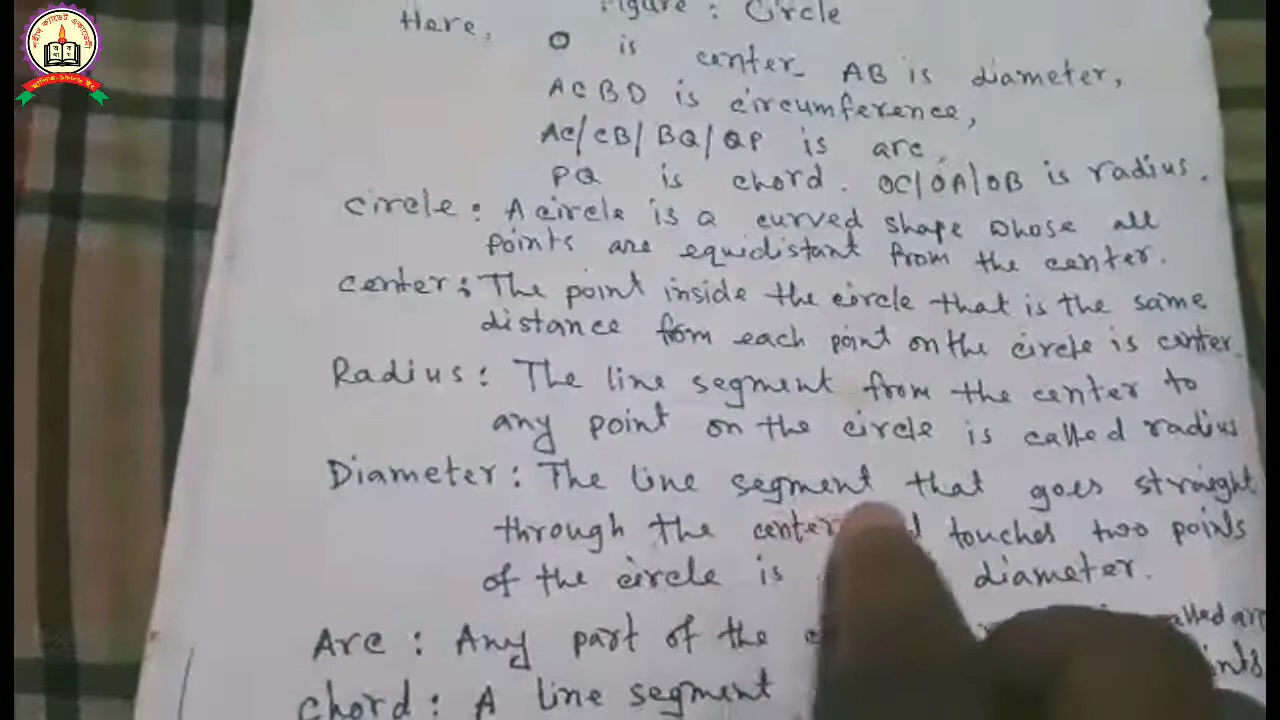 Figure : Circle
Here, O is center AB is diameter,
ACBD is circumference,
AC/CB/BQ/QP is arc
PQ is chord. OC/OA/OB is radius.
circle: A circle is a curved shape whose all
points are equidistant from the center.
center: The point inside the circle that is the same
distance from each point on the circle is center.
Radius: The line segment from the center to
any point on the circle is called radius
Diameter: The line segment that goes straight
through the center touches two points
of the circle is diameter.
Arc: Any part of the called arc
chord: A line segment